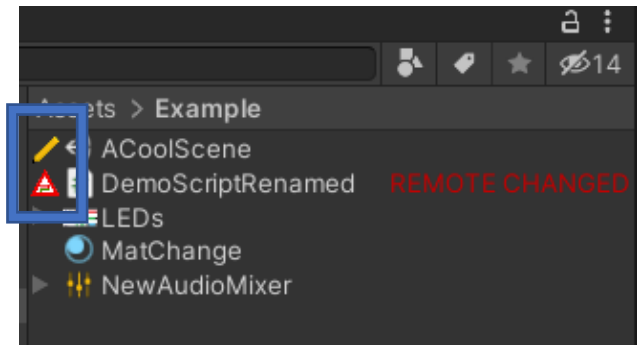 14
Assets > Example
ACoolScene
DemoScriptRenamed REMOTE CHANGED
LEDs
MatChange
NewAudioMixer